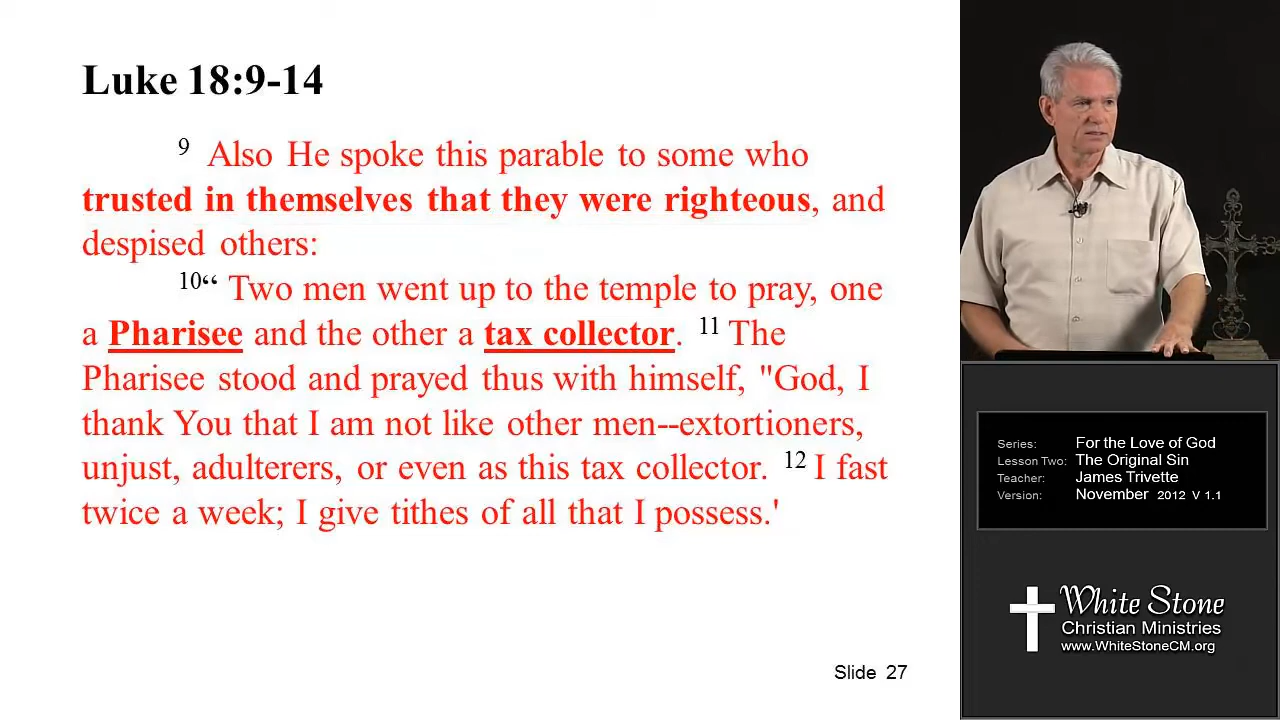 Luke 18:9-14
9 Also He spoke this parable to some who
trusted in themselves that they were righteous, and
despised others:
10“ Two men went up to the temple to pray, one
a Pharisee and the other a tax collector. 11 The
Pharisee stood and prayed thus with himself, "God, I
thank You that I am not like other men--extortioners,
unjust, adulterers, or even as this tax collector. 12 I fast
twice a week; I give tithes of all that I possess.'
Slide 27
Series: For the Love of God
Lesson Two: The Original Sin
Teacher: James Trivette
Version: November 2012 V 1.1
White Stone
Christian Ministries
www.WhiteStoneCM.org